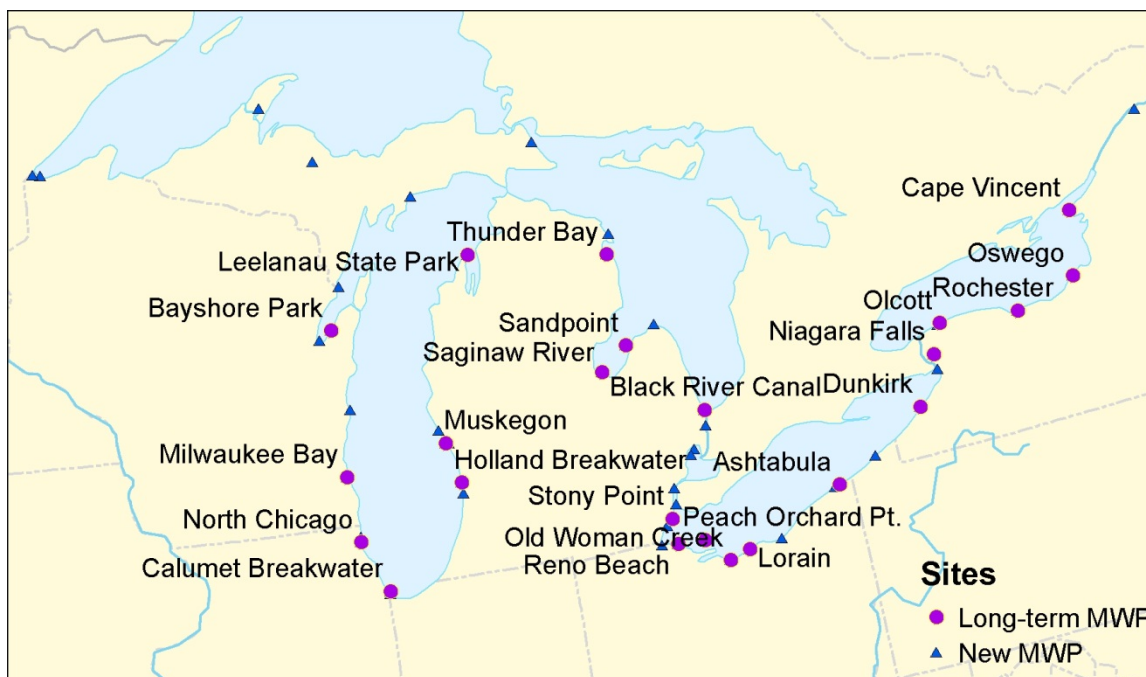 Cape Vincent
Thunder Bay
Oswego
Leelanau State Park
Rochester
Olcott
Bayshore Park
Niagara Falls
Sandpoint
Saginaw River
Black River Canal
Dunkirk
Muskegon
Milwaukee Bay
Holland Breakwater
Ashtabula
Stony Point
North Chicago
Peach Orchard Pt.
Old Woman Creek
Reno Beach
Lorain
Calumet Breakwater
Sites
Long-term MWP
New MWP